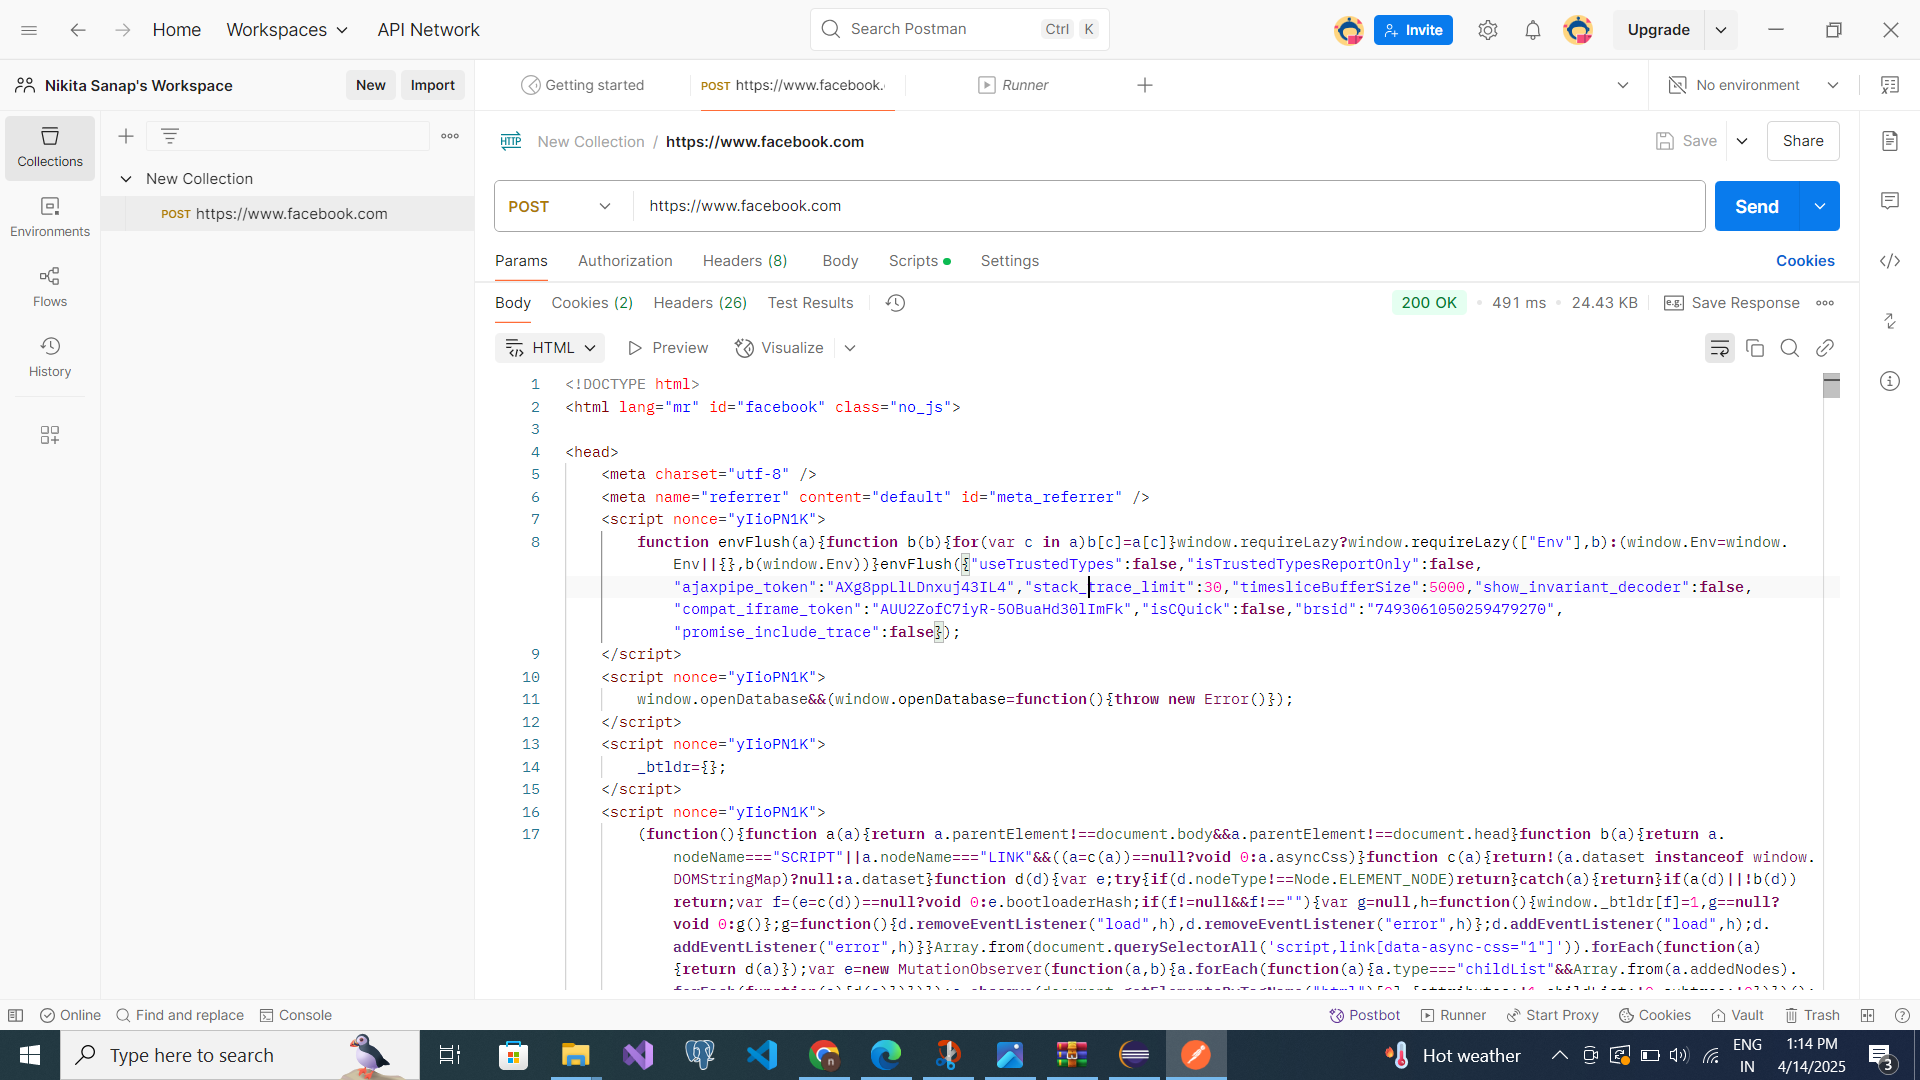 Home
Workspaces
API Network
Search Postman
Ctrl
K
Invite
Upgrade
Nikita Sanap's Workspace
New
Import
Getting started
POST https://www.facebook.
Runner
No environment
Collections
Environments
Flows
History
New Collection
POST https://www.facebook.com
HTTP
New Collection / https://www.facebook.com
Save
Share
POST
https://www.facebook.com
Send
Params
Authorization
Headers (8)
Body
Scripts
Settings
Cookies
Body
Cookies (2)
Headers (26)
Test Results
200 OK
491 ms
24.43 KB
e.g.
Save Response
HTML
Preview
Visualize
1 <!DOCTYPE html>
2 <html lang="mr" id="facebook" class="no_js">
3
4 <head>
5 <meta charset="utf-8" />
6 <meta name="referrer" content="default" id="meta_referrer" />
7 <script nonce="yIioPN1K">
8 function envFlush(a){function b(b){for(var c in a)b[c]=a[c]}window.requireLazy?window.requireLazy(["Env"],b):(window.Env=window.
Env||{},b(window.Env))}envFlush({"useTrustedTypes":false,"isTrustedTypesReportOnly":false,
"ajaxpipe_token":"AXg8ppLlLDnxuj43IL4","stack_trace_limit":30,"timesliceBufferSize":5000,"show_invariant_decoder":false,
"compat_iframe_token":"AUU2ZofC7iyR-5OBuaHd30lImFk","isCQuick":false,"brsid":"7493061050259479270",
"promise_include_trace":false});
9 </script>
10 <script nonce="yIioPN1K">
11 window.openDatabase&&(window.openDatabase=function(){throw new Error()});
12 </script>
13 <script nonce="yIioPN1K">
14 _btldr={};
15 </script>
16 <script nonce="yIioPN1K">
17 (function(){function a(a){return a.parentElement!==document.body&&a.parentElement!==document.head}function b(a){return a.
nodeName==="SCRIPT"||a.nodeName==="LINK"&&((a=c(a))==null?void 0:a.asyncCss)}function c(a){return!(a.dataset instanceof window.
DOMStringMap)?null:a.dataset}function d(d){var e;try{if(d.nodeType!==Node.ELEMENT_NODE)return}catch(a){return}if(a(d)||!b(d))
return;var f=(e=c(d))==null?void 0:e.bootloaderHash;if(f!=null&&f!==""){var g=null,h=function(){window._btldr[f]=1,g==null?
void 0:g()};g=function(){d.removeEventListener("load",h),d.removeEventListener("error",h)};d.addEventListener("load",h);d.
addEventListener("error",h)}}Array.from(document.querySelectorAll('script,link[data-async-css="1"]')).forEach(function(a)
{return d(a)});var e=new MutationObserver(function(a,b){a.forEach(function(a){a.type==="childList"&&Array.from(a.addedNodes).
Online
Find and replace
Console
Postbot
Runner
Start Proxy
Cookies
Vault
Trash
Type here to search
Hot weather
ENG
IN
1:14 PM
4/14/2025
3